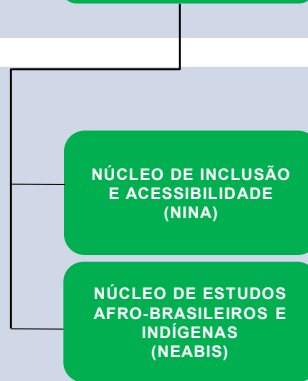 NÚCLEO DE INCLUSÃO
E ACESSIBILIDADE
(NINA)
NÚCLEO DE ESTUDOS
AFRO-BRASILEIROS E
INDÍGENAS
(NEABIS)